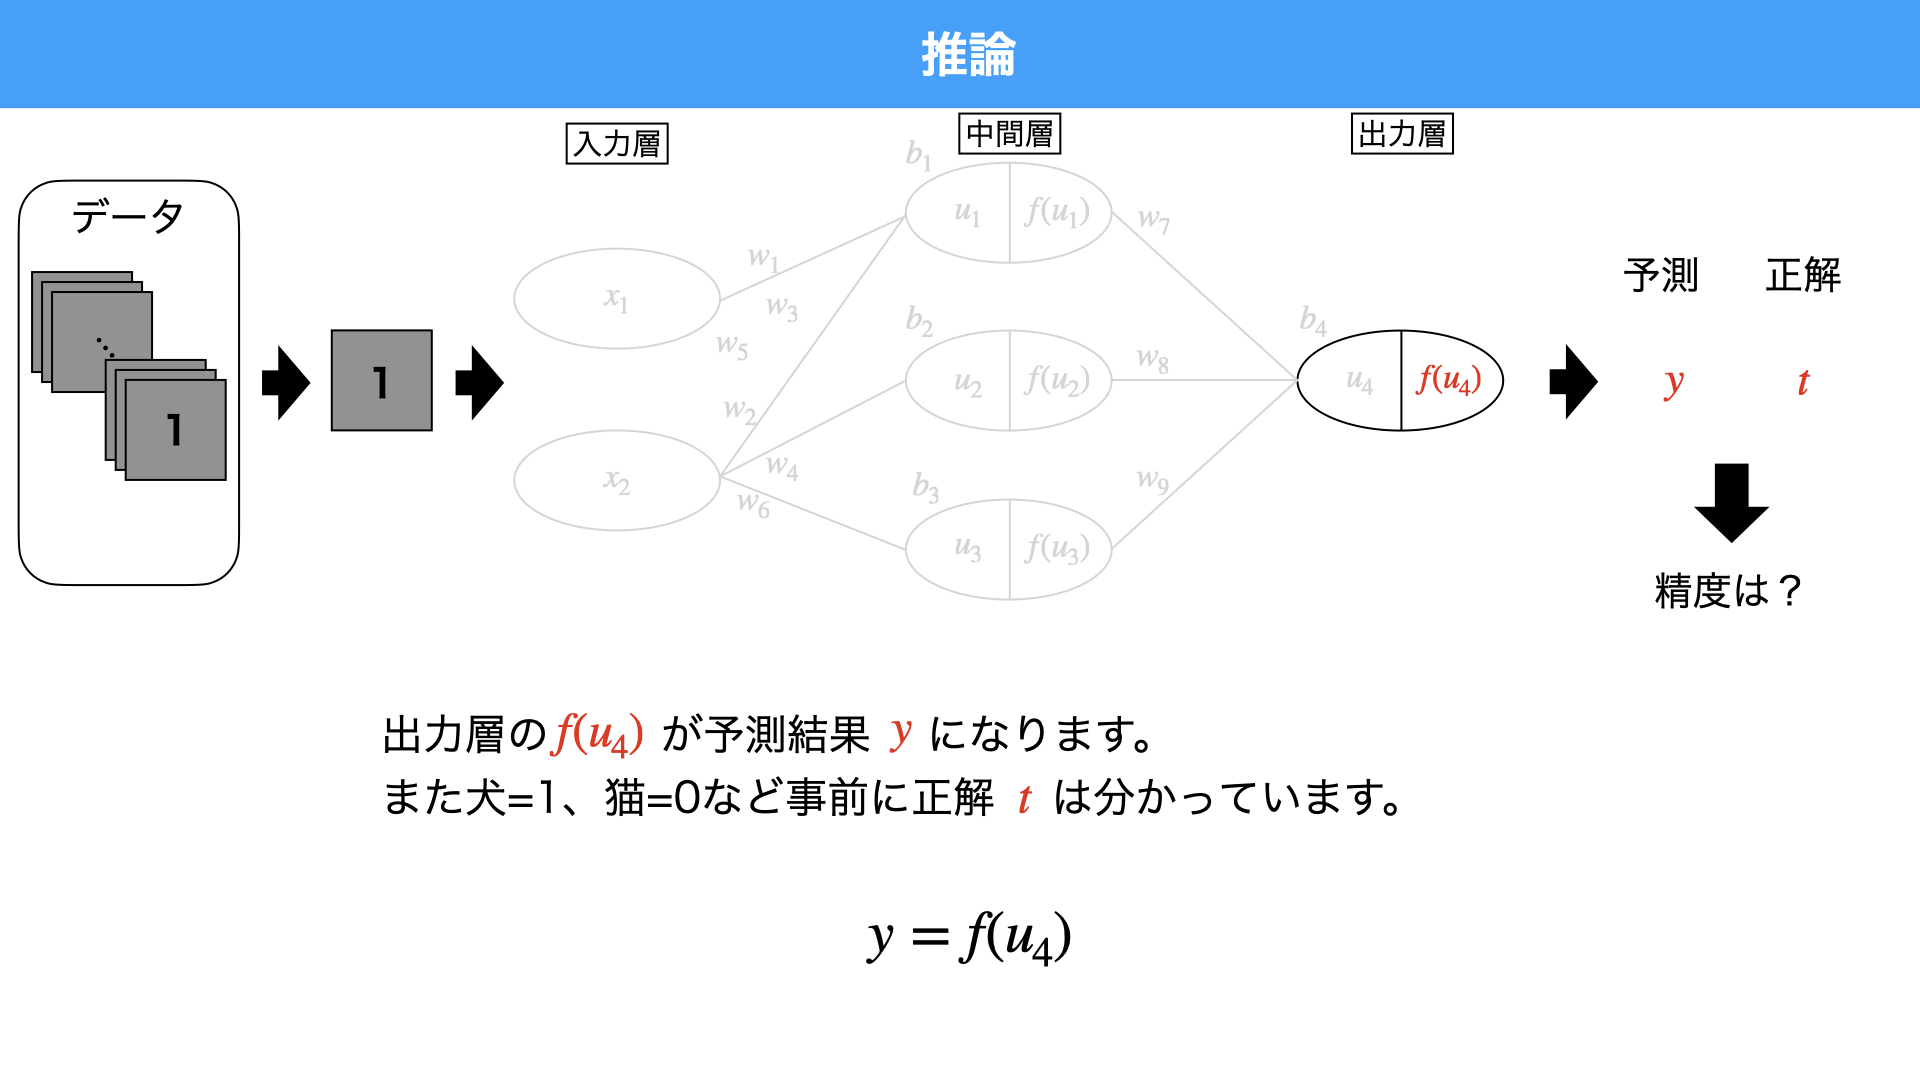 推論
入力層
中間層
出力層
データ
1
1
x₁
x₂
w₁
w₃
w₅
w₂
w₄
w₆
b₁
u₁ f(u₁)
b₂
u₂ f(u₂)
b₃
u₃ f(u₃)
w₇
w₈
w₉
b₄
u₄ f(u₄)
予測 正解
y t
精度は？
出力層のf(u₄) が予測結果 y になります。
また犬=1、猫=0など事前に正解 t は分かっています。
y = f(u₄)